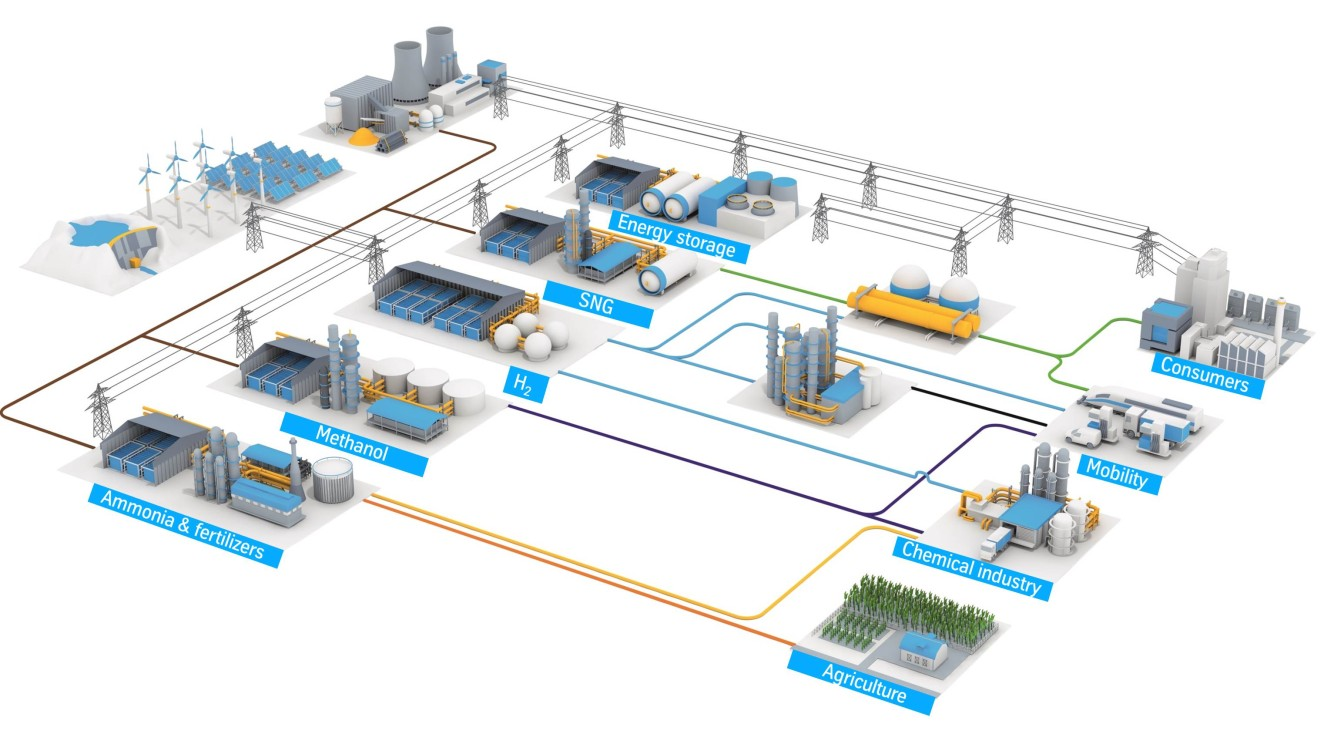 Energy storage
SNG
H₂
Methanol
Ammonia & fertilizers
Consumers
Mobility
Chemical industry
Agriculture